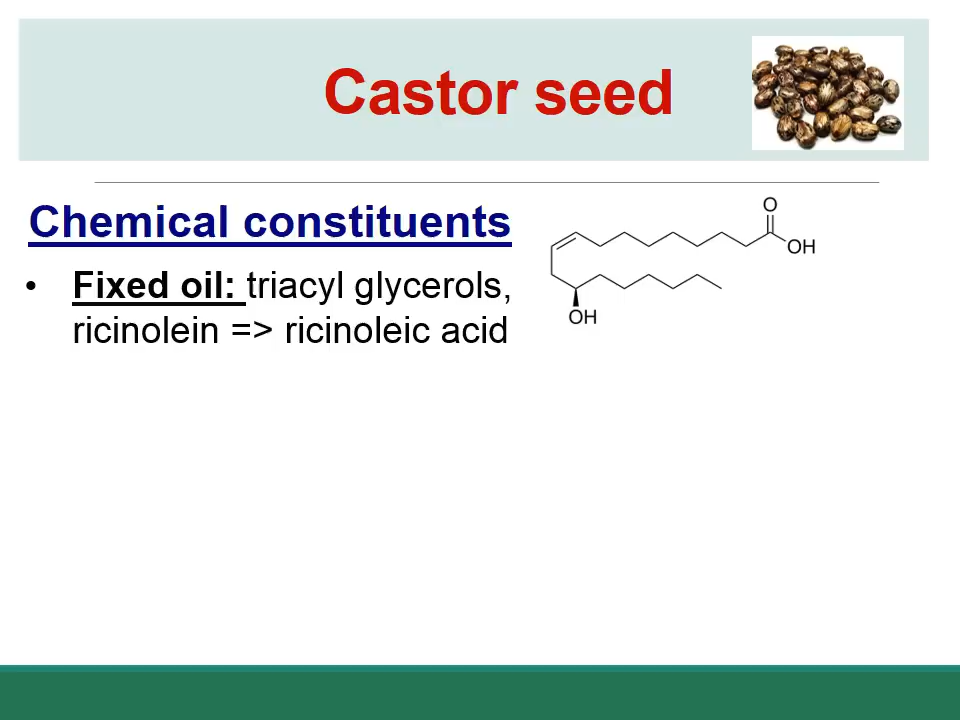 Castor seed
Chemical constituents
• Fixed oil: triacyl glycerols,
ricinolein => ricinoleic acid
O
OH
OH